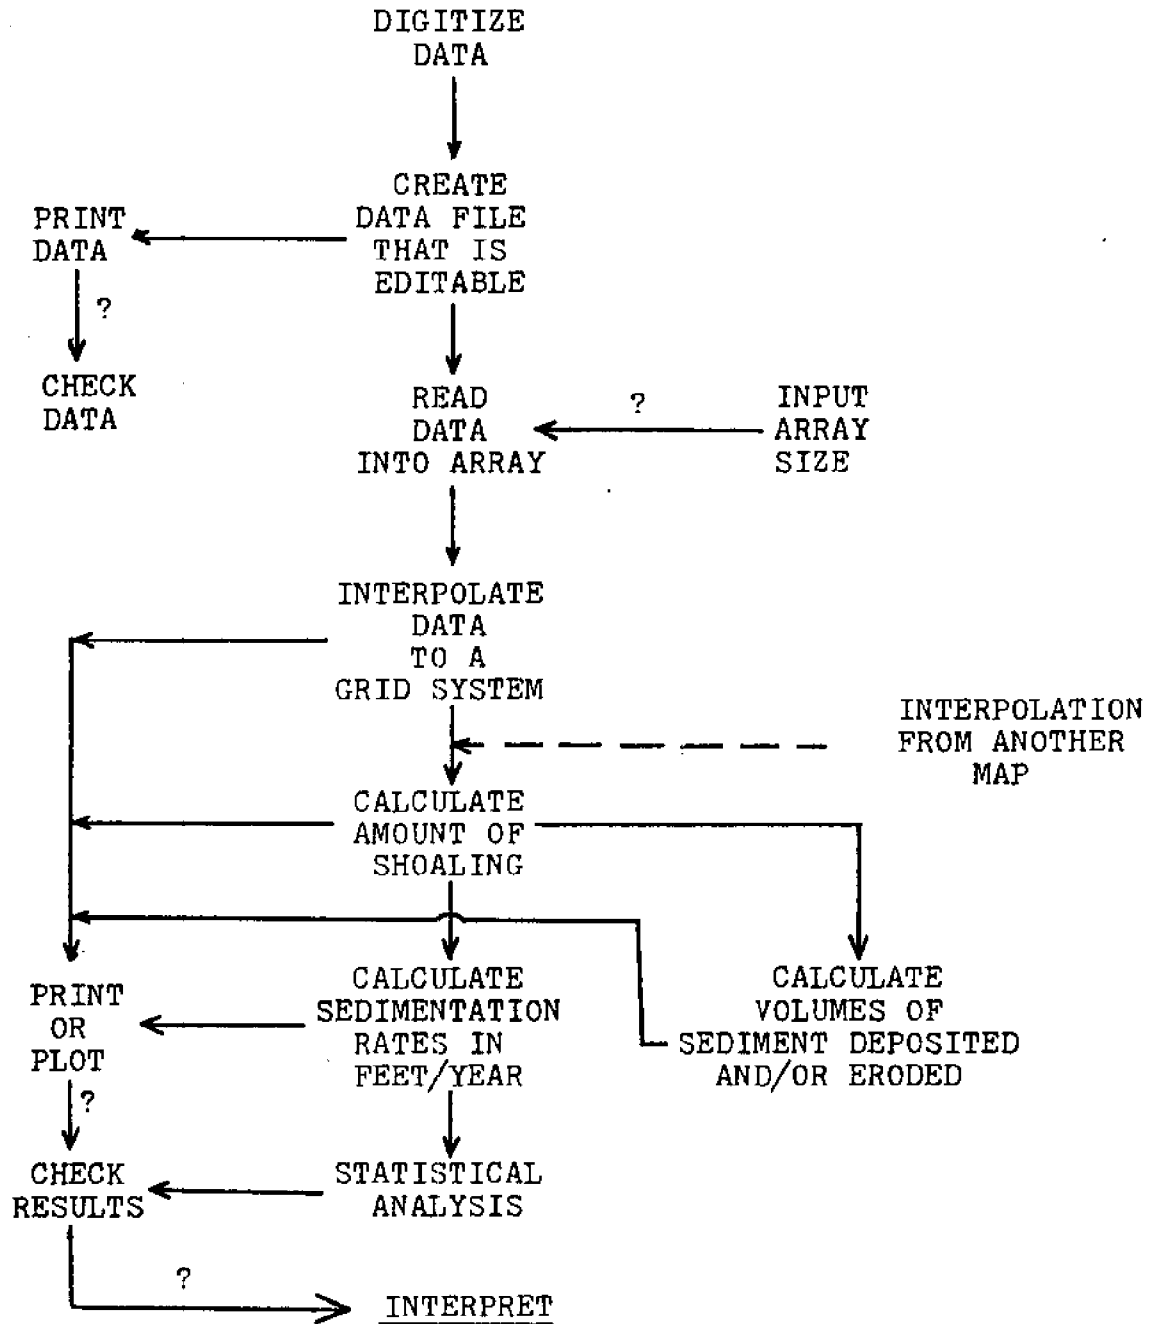 DIGITIZE
DATA
CREATE
DATA FILE
THAT IS
EDITABLE
PRINT
DATA
?
CHECK
DATA
READ
DATA
INTO ARRAY
?
INPUT
ARRAY
SIZE
INTERPOLATE
DATA
TO A
GRID SYSTEM
INTERPOLATION
FROM ANOTHER
MAP
CALCULATE
AMOUNT OF
SHOALING
PRINT
OR
PLOT
?
CALCULATE
SEDIMENTATION
RATES IN
FEET/YEAR
CALCULATE
VOLUMES OF
SEDIMENT DEPOSITED
AND/OR ERODED
CHECK
RESULTS
STATISTICAL
ANALYSIS
?
INTERPRET